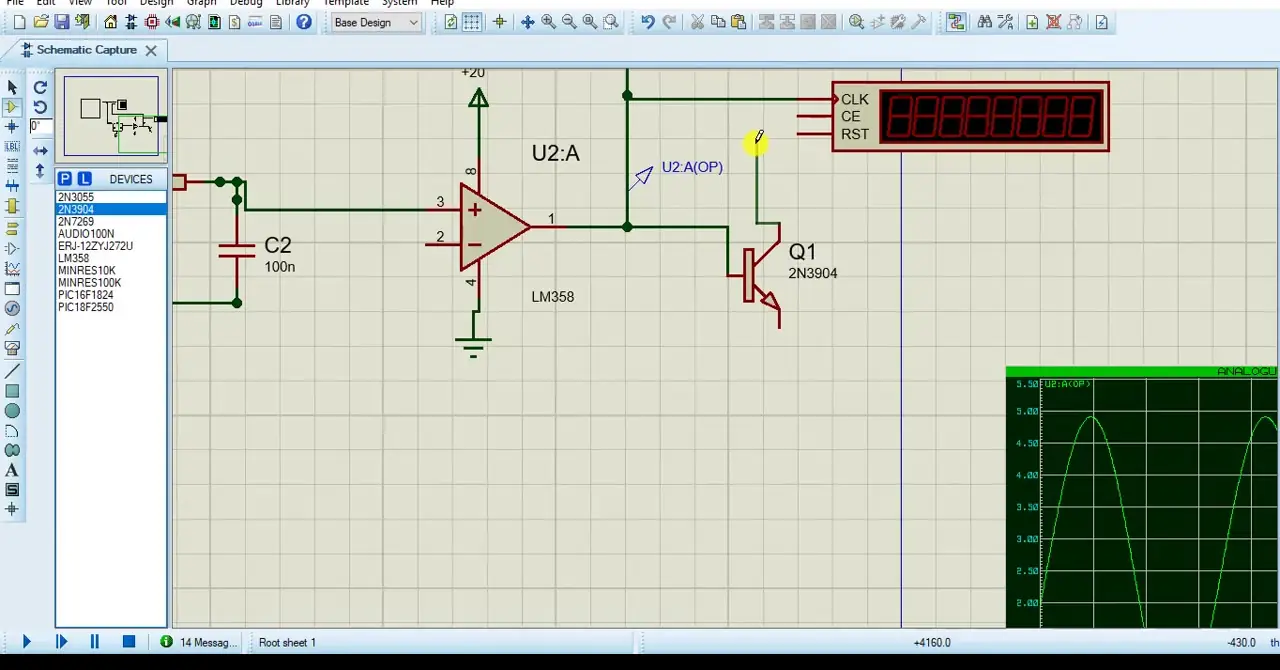 File Edit View Tool Design Graph Debug Library Template System Help
Base Design
Schematic Capture
0°
LBL
P L DEVICES
2N3055
2N3904
2N7269
AUDIO100N
ERJ-12ZYJ272U
LM358
MINRES10K
MINRES100K
PIC16F1824
PIC18F2550
A
S
+20
U2:A
8
3
2
1
4
LM358
C2
100n
U2:A(OP)
Q1
2N3904
CLK
CE
RST
ANALOGU
U2:A(OP)
5.50
5.00
4.50
4.00
3.50
3.00
2.50
2.00
14 Messag...
Root sheet 1
+4160.0
-430.0
th